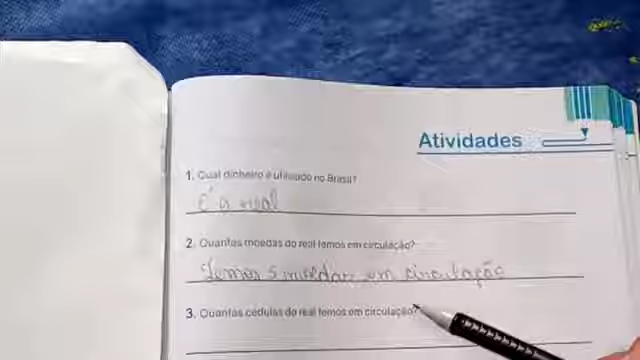 Atividades
1. Qual dinheiro é utilizado no Brasil?
É a real
2. Quantas moedas do real temos em circulação?
Temos 5 moedas em circulação
3. Quantas cédulas do real temos em circulação?